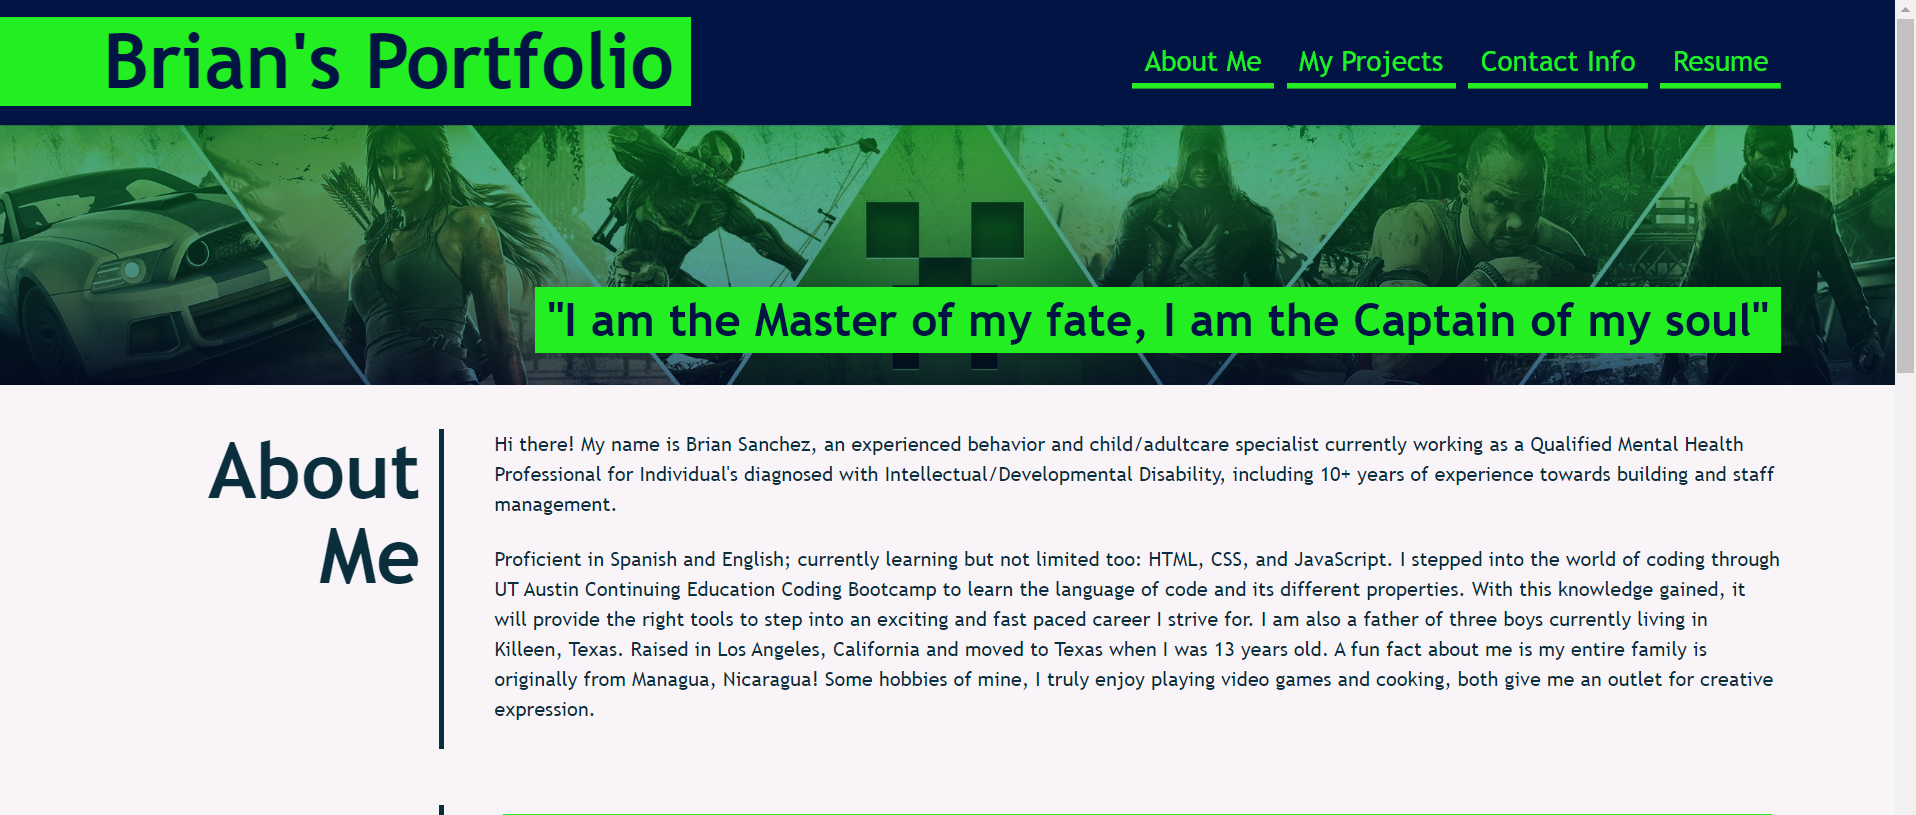 Brian's Portfolio
About Me
My Projects
Contact Info
Resume
"I am the Master of my fate, I am the Captain of my soul"
About
Me
Hi there! My name is Brian Sanchez, an experienced behavior and child/adultcare specialist currently working as a Qualified Mental Health
Professional for Individual's diagnosed with Intellectual/Developmental Disability, including 10+ years of experience towards building and staff
management.
Proficient in Spanish and English; currently learning but not limited too: HTML, CSS, and JavaScript. I stepped into the world of coding through
UT Austin Continuing Education Coding Bootcamp to learn the language of code and its different properties. With this knowledge gained, it
will provide the right tools to step into an exciting and fast paced career I strive for. I am also a father of three boys currently living in
Killeen, Texas. Raised in Los Angeles, California and moved to Texas when I was 13 years old. A fun fact about me is my entire family is
originally from Managua, Nicaragua! Some hobbies of mine, I truly enjoy playing video games and cooking, both give me an outlet for creative
expression.